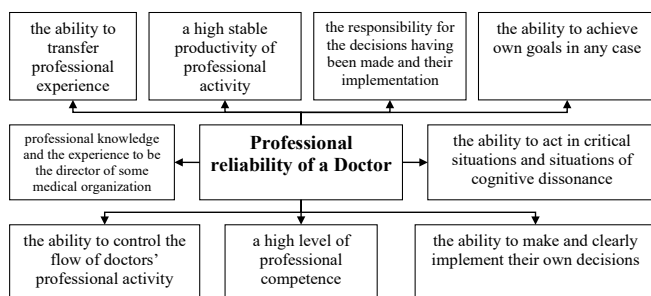 the ability to
transfer
professional
experience
a high stable
productivity of
professional
activity
the responsibility for
the decisions having
been made and their
implementation
the ability to achieve
own goals in any case
professional knowledge
and the experience to be
the director of some
medical organization
Professional
reliability of a Doctor
the ability to act in critical
situations and situations of
cognitive dissonance
the ability to control the
flow of doctors’
professional activity
a high level of
professional
competence
the ability to make and clearly
implement their own decisions